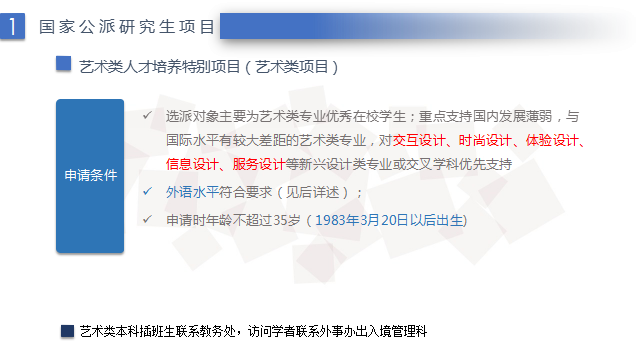 1 国家公派研究生项目
艺术类人才培养特别项目（艺术类项目）
申请条件
选派对象主要为艺术类专业优秀在校学生；重点支持国内发展薄弱，与
国际水平有较大差距的艺术类专业，对交互设计、时尚设计、体验设计、
信息设计、服务设计等新兴设计类专业或交叉学科优先支持
外语水平符合要求（见后详述）；
申请时年龄不超过35岁（1983年3月20日以后出生)
艺术类本科插班生联系教务处，访问学者联系外事办出入境管理科